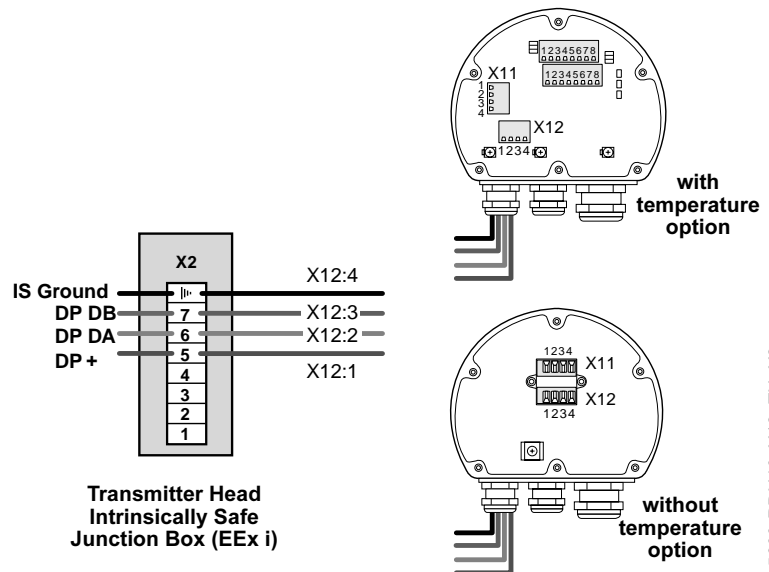 12345678
12345678
X11
1
2
3
4
X12
1234
with
temperature
option
X2
IS Ground
X12:4
DP DB
7
X12:3
DP DA
6
X12:2
DP +
5
X12:1
4
3
2
1
Transmitter Head
Intrinsically Safe
Junction Box (EEx i)
1234
X11
X12
1234
without
temperature
option